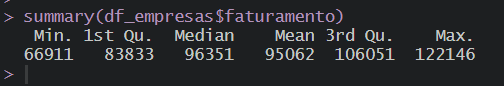 > summary(df_empresas$faturamento)
Min. 1st Qu. Median Mean 3rd Qu. Max.
66911 83833 96351 95062 106051 122146
>